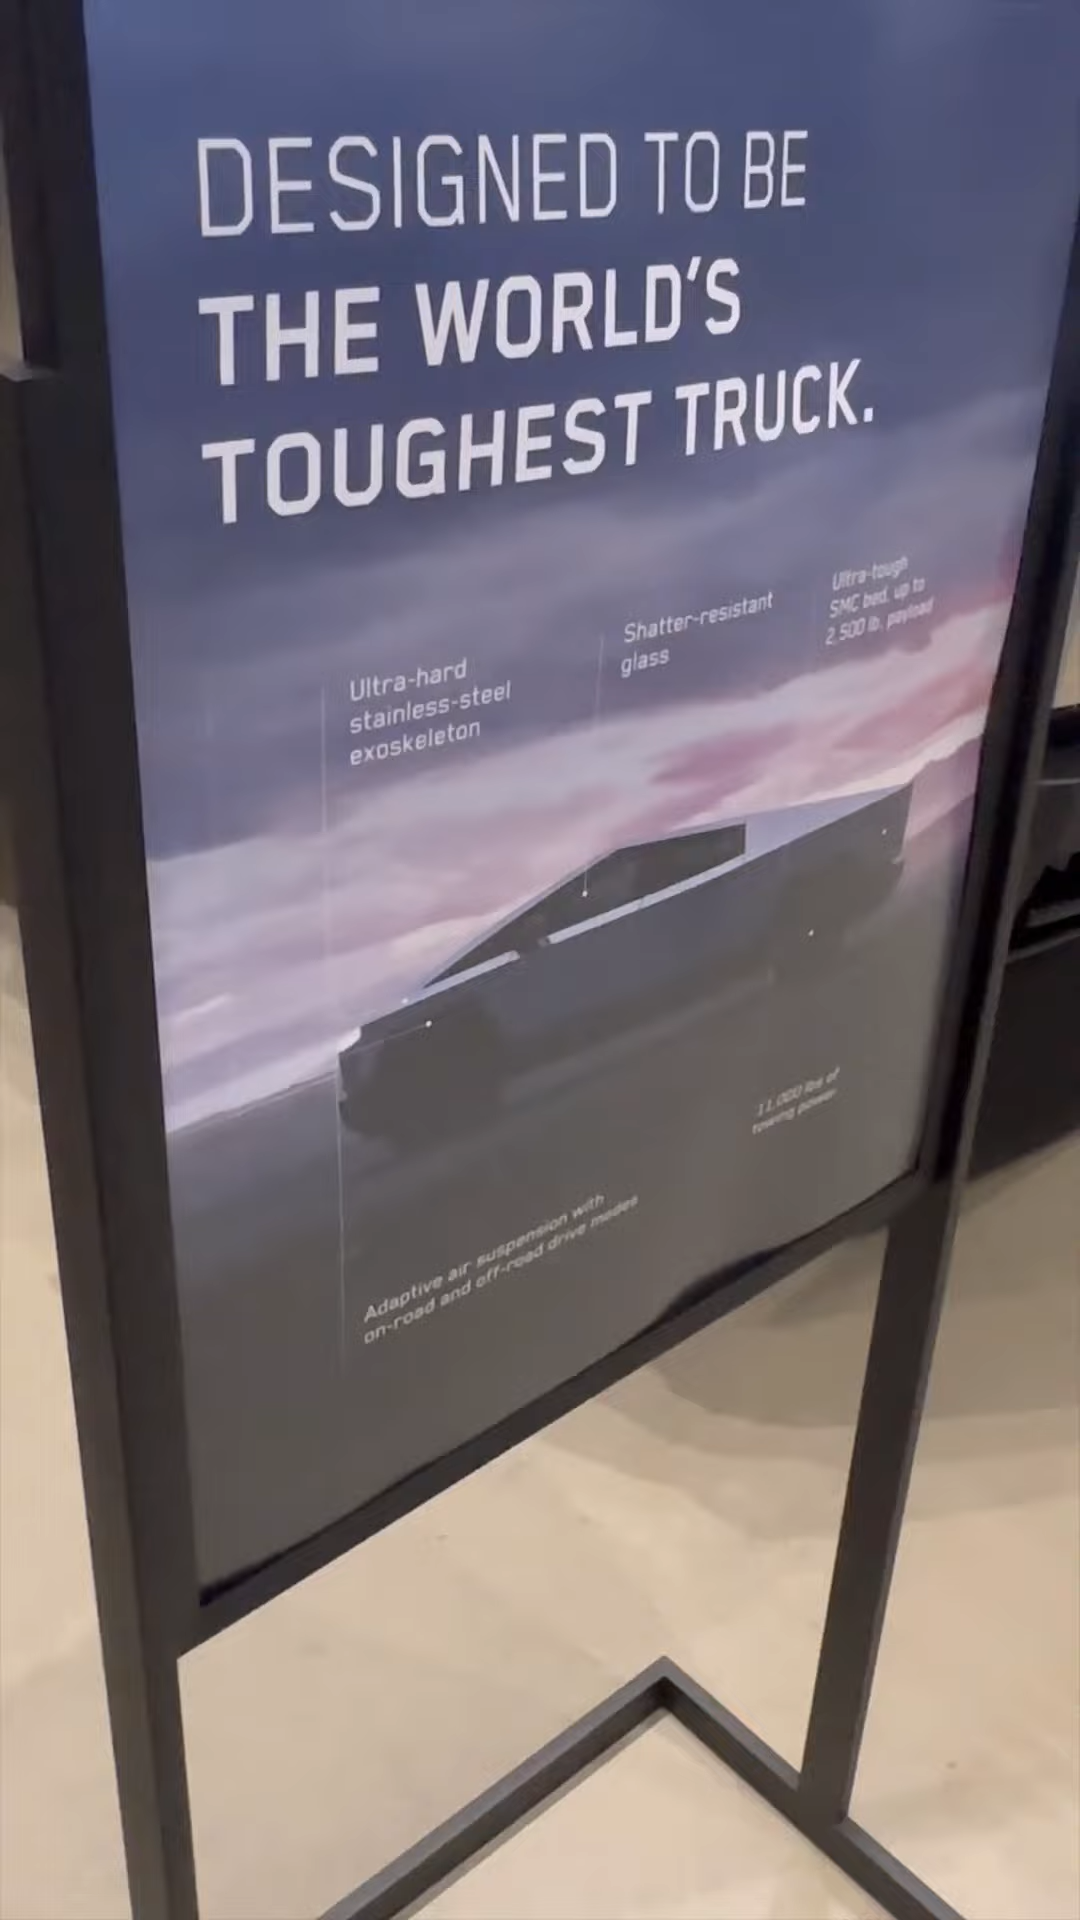 DESIGNED TO BE
THE WORLD'S
TOUGHEST TRUCK.
Ultra-hard
stainless-steel
exoskeleton
Shatter-resistant
glass
Ultra-tough
SMC bed, up to
2,500 lb. payload
11,000 lbs of
towing power
Adaptive air suspension with
on-road and off-road drive modes